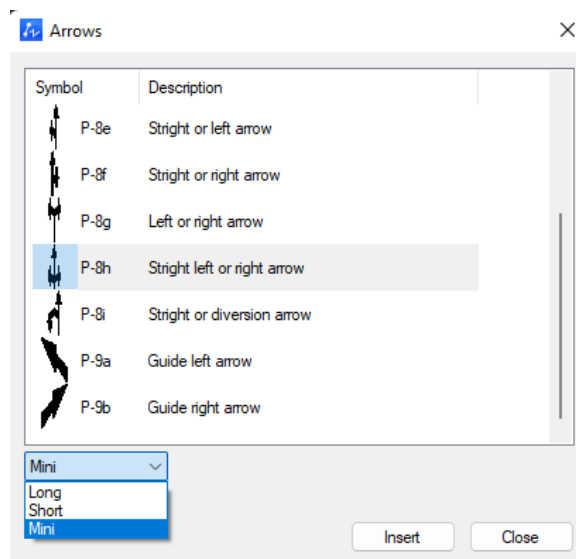 Arrows
Symbol Description
P-8e Stright or left arrow
P-8f Stright or right arrow
P-8g Left or right arrow
P-8h Stright left or right arrow
P-8i Stright or diversion arrow
P-9a Guide left arrow
P-9b Guide right arrow
Mini
Long
Short
Mini
Insert Close